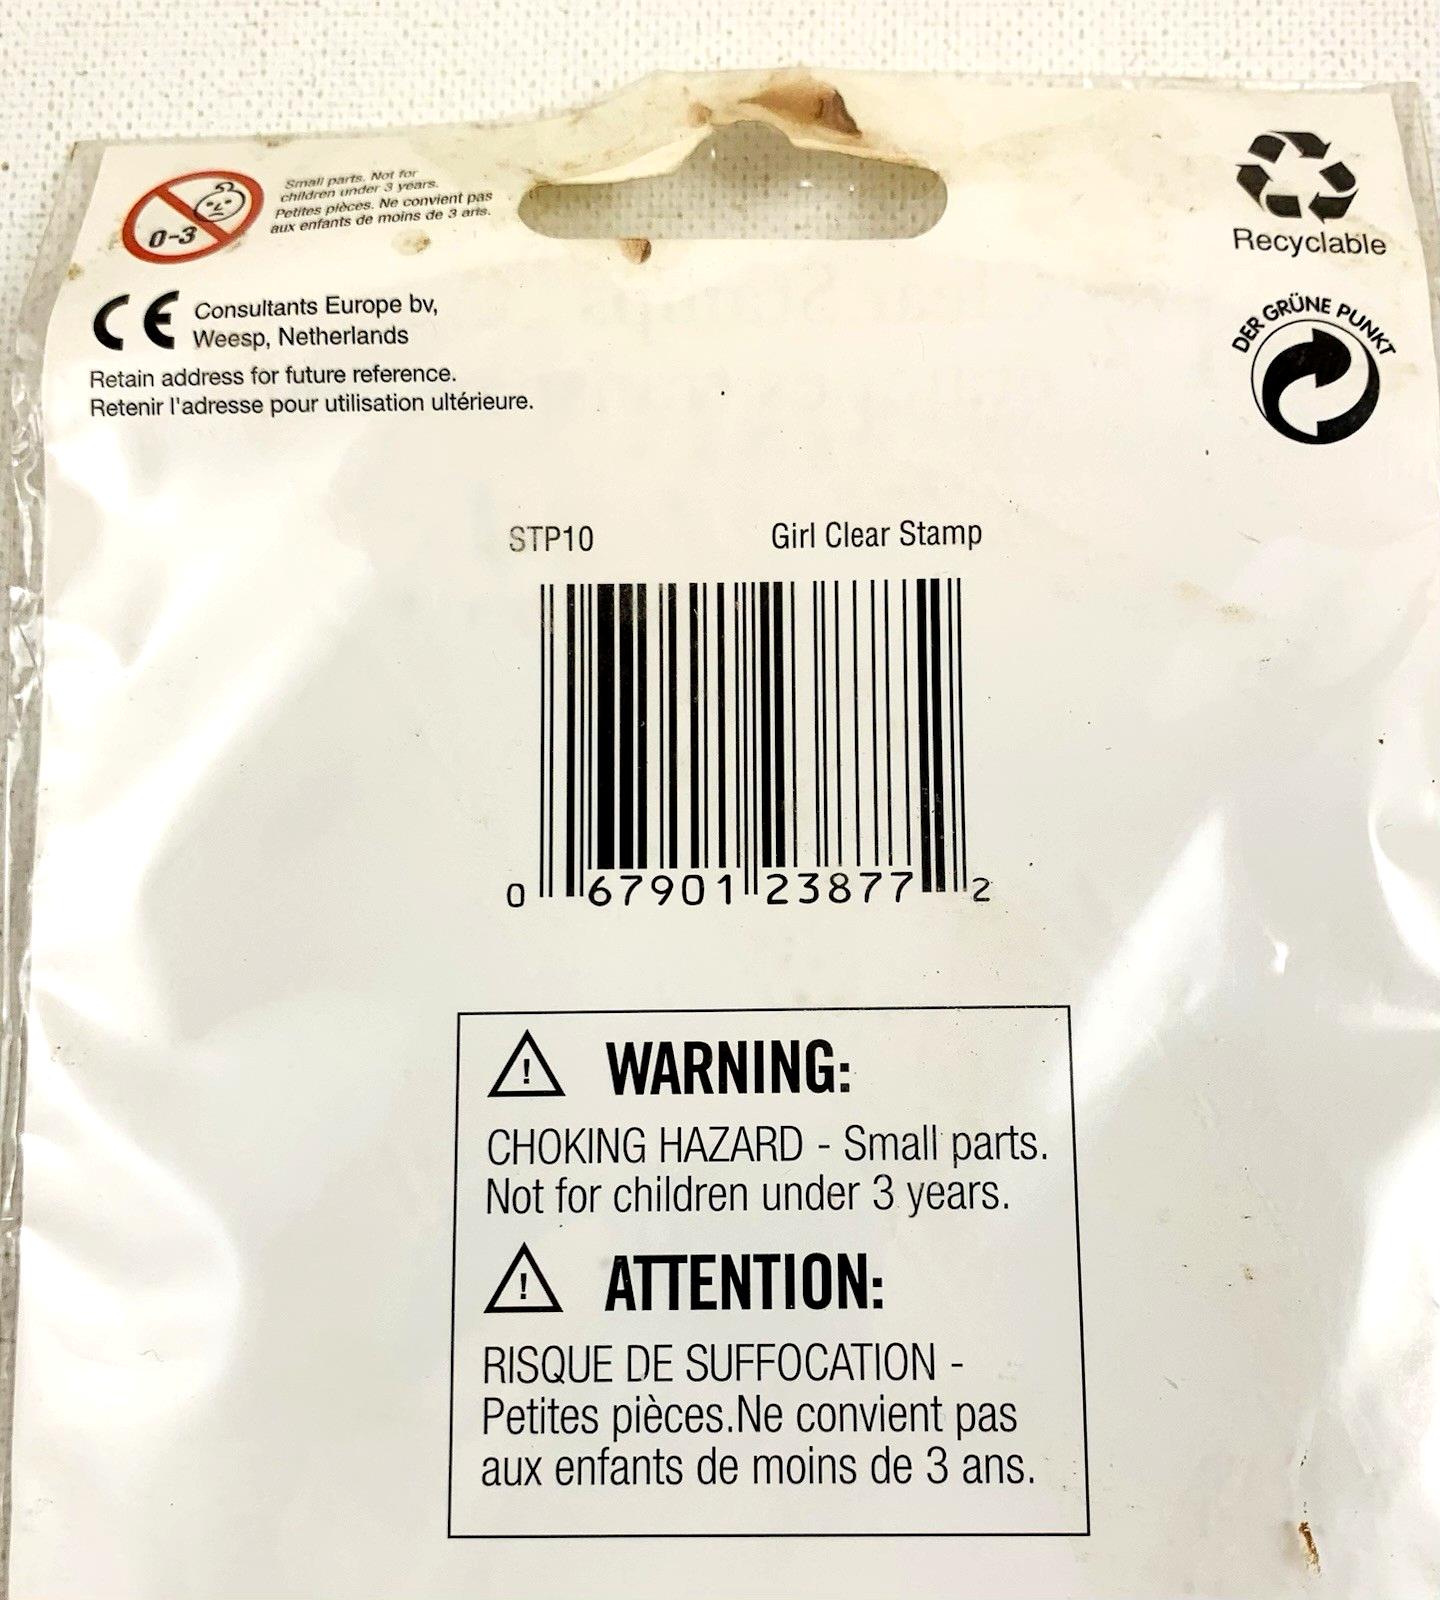 0-3
Small parts. Not for
children under 3 years.
Petites pièces. Ne convient pas
aux enfants de moins de 3 ans.
CE
Consultants Europe bv,
Weesp, Netherlands
Retain address for future reference.
Retenir l'adresse pour utilisation ultérieure.
Recyclable
DER GRÜNE PUNKT
STP10 Girl Clear Stamp
0 67901 23877 2
WARNING:
CHOKING HAZARD - Small parts.
Not for children under 3 years.
ATTENTION:
RISQUE DE SUFFOCATION -
Petites pièces.Ne convient pas
aux enfants de moins de 3 ans.